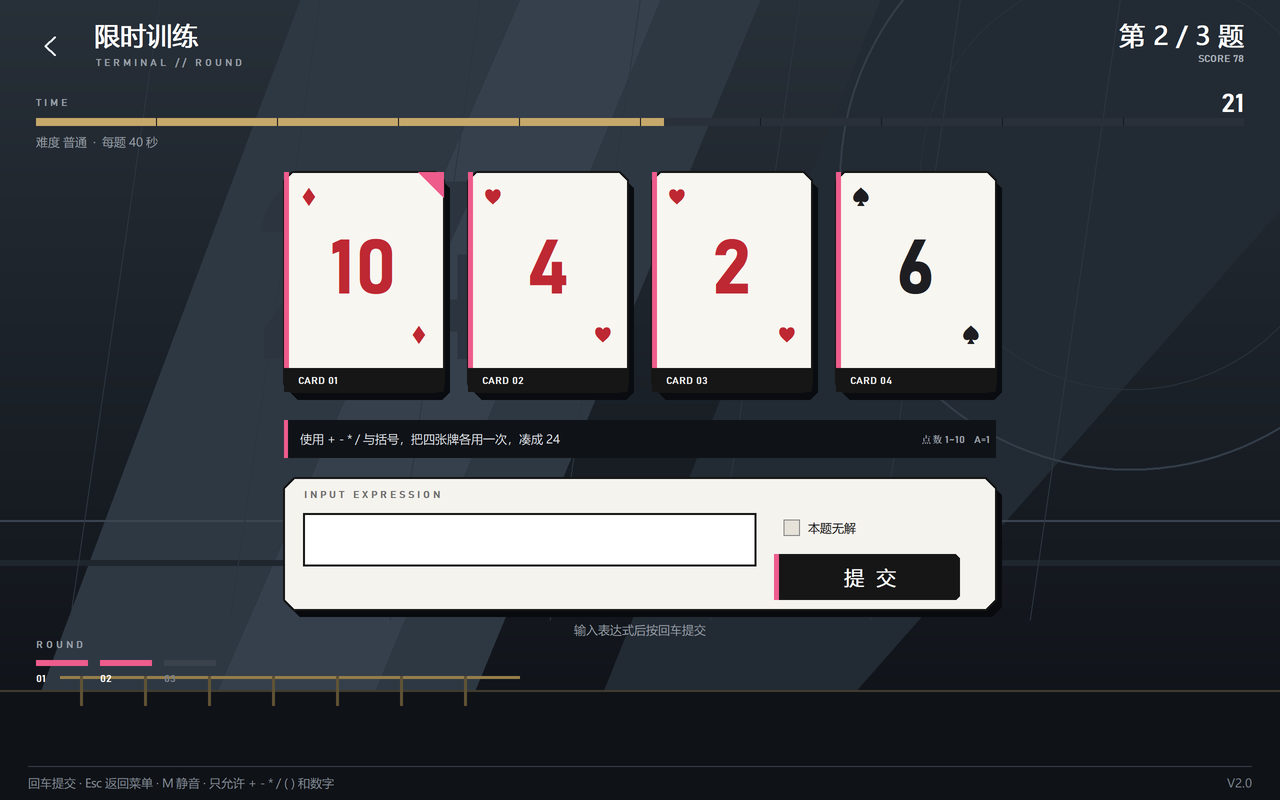 限时训练
TERMINAL // ROUND
第 2 / 3 题
SCORE 78
TIME
21
难度 普通 · 每题 40 秒
10
4
2
6
CARD 01
CARD 02
CARD 03
CARD 04
使用 + - * / 与括号，把四张牌各用一次，凑成 24
点数 1-10 A=1
INPUT EXPRESSION
本题无解
提交
输入表达式后按回车提交
ROUND
01
02
03
回车提交 · Esc 返回菜单 · M 静音 · 只允许 + - * / ( ) 和数字
V2.0